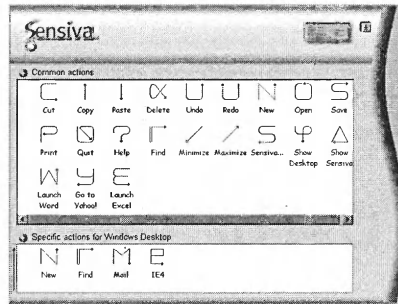 Sensiva
Common actions
Cut Copy Paste Delete Undo Redo New Open Save
Print Quit Help Find Minimize Maximize Sensiva... Show Desktop Show Sensiva
Launch Word Go to Yahoo! Launch Excel
Specific actions for Windows Desktop
New Find Mail IE4